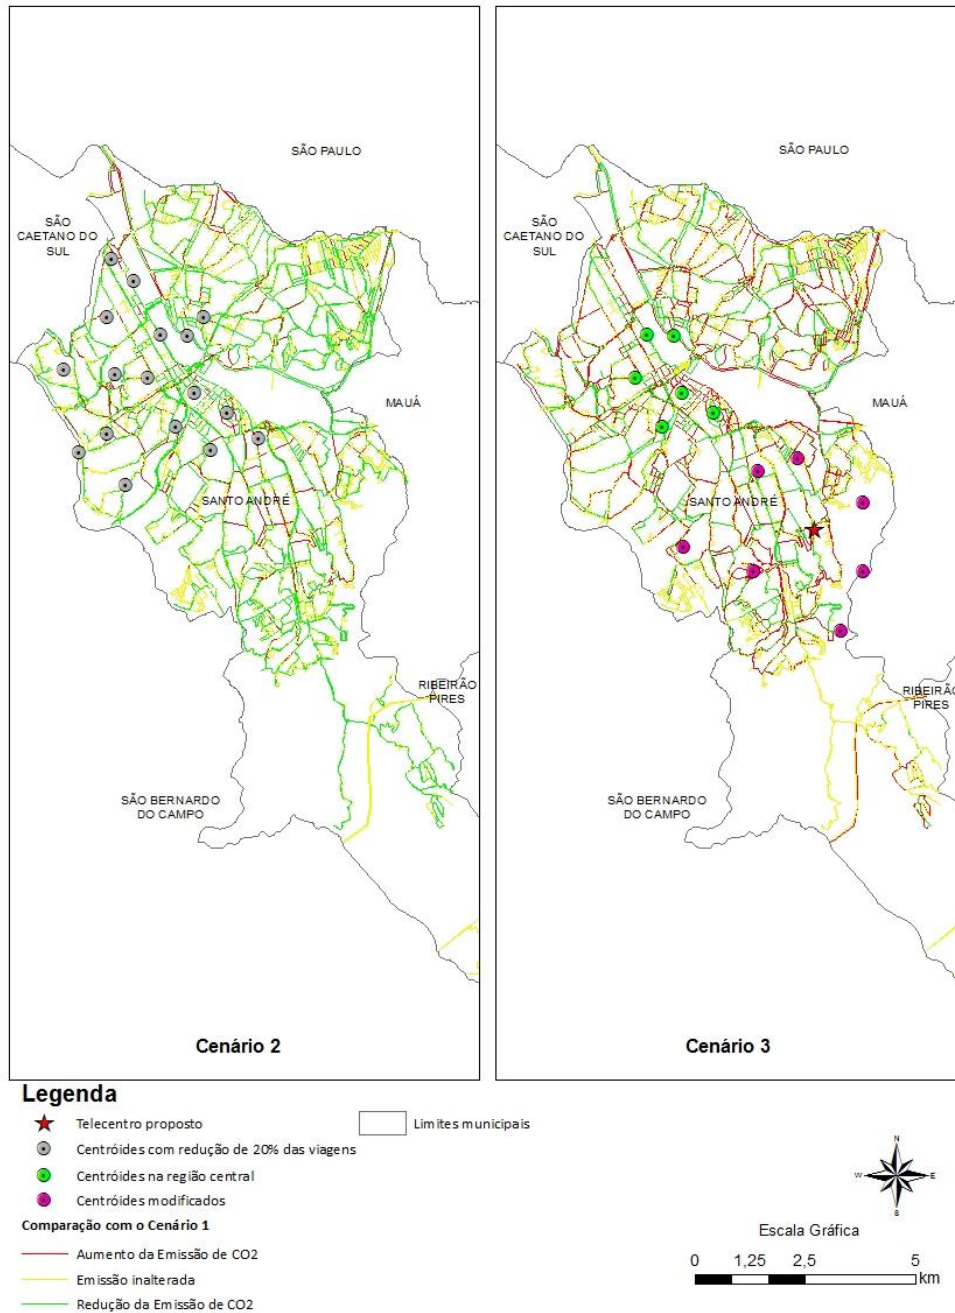 SÃO PAULO
SÃO
CAETANO DO
SUL
MAUÁ
SANTO ANDRÉ
RIBEIRÃO
PIRES
SÃO BERNARDO
DO CAMPO
Cenário 2
SÃO PAULO
SÃO
CAETANO DO
SUL
MAUÁ
SANTO ANDRÉ
RIBEIRÃO
PIRES
SÃO BERNARDO
DO CAMPO
Cenário 3
Legenda
Telecentro proposto
Limites municipais
Centróides com redução de 20% das viagens
Centróides na região central
Centróides modificados
Comparação com o Cenário 1
Aumento da Emissão de CO2
Emissão inalterada
Redução da Emissão de CO2
N
W E
S
Escala Gráfica
0 1,25 2,5 5
km